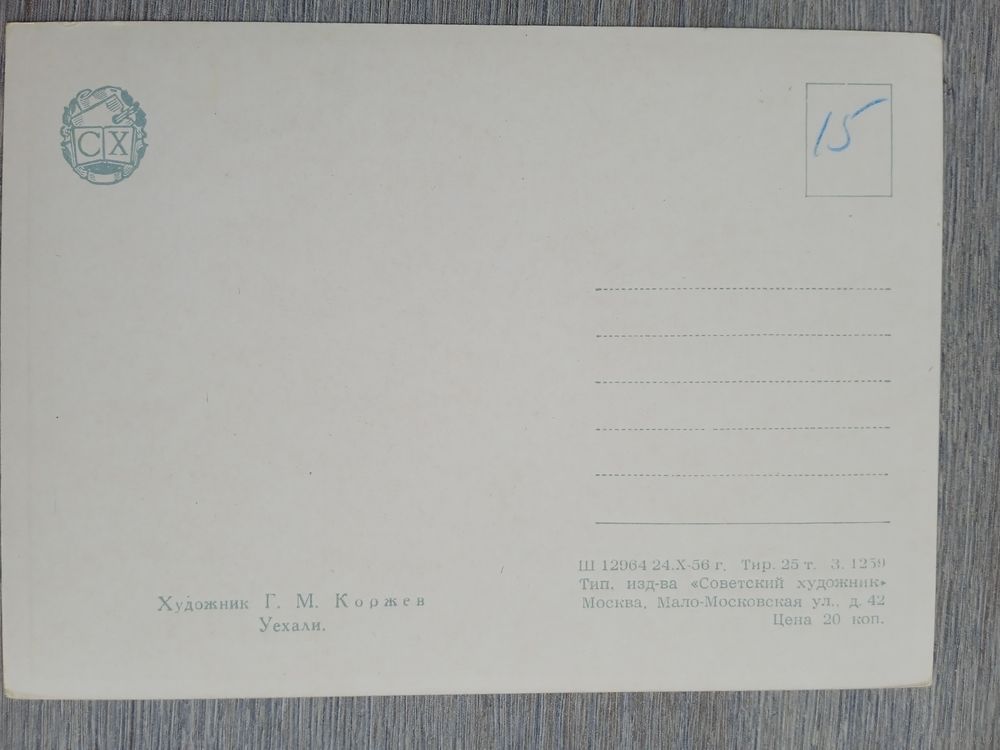 СХ
15
Ш 12964 24.X-56 г. Тир. 25 т. З. 1259
Тип. изд-ва «Советский художник»
Москва, Мало-Московская ул., д. 42
Цена 20 коп.
Художник Г. М. Коржев
Уехали.